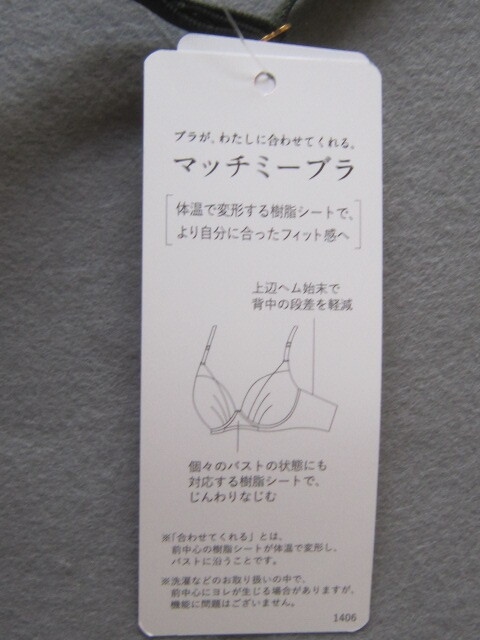 ブラが、わたしに合わせてくれる。
マッチミーブラ
体温で変形する樹脂シートで、
より自分に合ったフィット感へ
上辺ヘム始末で
背中の段差を軽減
個々のバストの状態にも
対応する樹脂シートで、
じんわりなじむ
※「合わせてくれる」とは、
前中心の樹脂シートが体温で変形し、
バストに沿うことです。
※洗濯などのお取り扱いの中で、
前中心にヨレが生じる場合がありますが、
機能に問題はございません。
1406